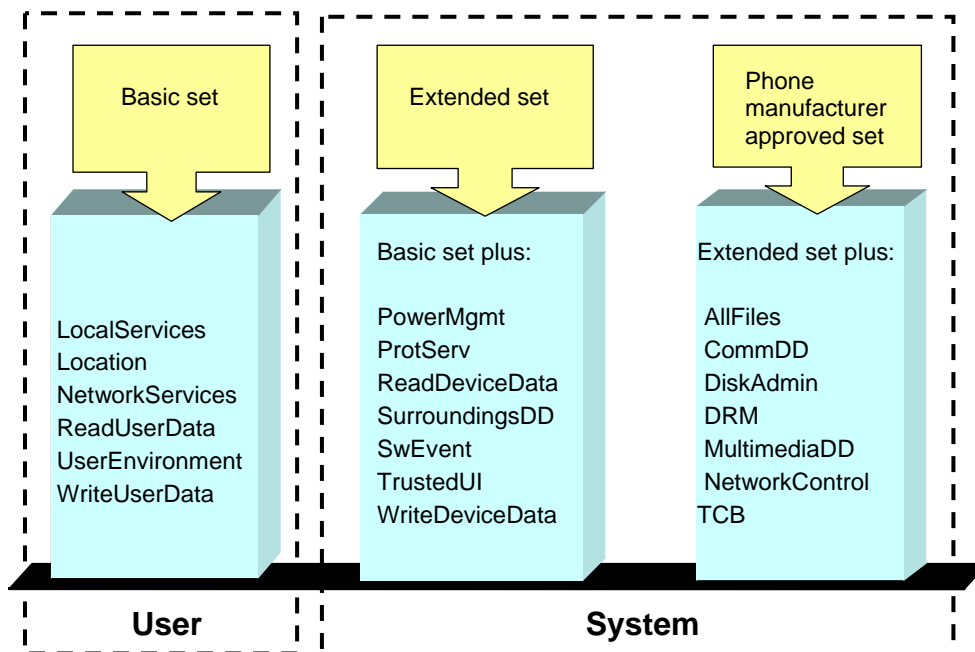 Basic set
Extended set
Phone
manufacturer
approved set
LocalServices
Location
NetworkServices
ReadUserData
UserEnvironment
WriteUserData
Basic set plus:
PowerMgmt
ProtServ
ReadDeviceData
SurroundingsDD
SwEvent
TrustedUI
WriteDeviceData
Extended set plus:
AllFiles
CommDD
DiskAdmin
DRM
MultimediaDD
NetworkControl
TCB
User
System